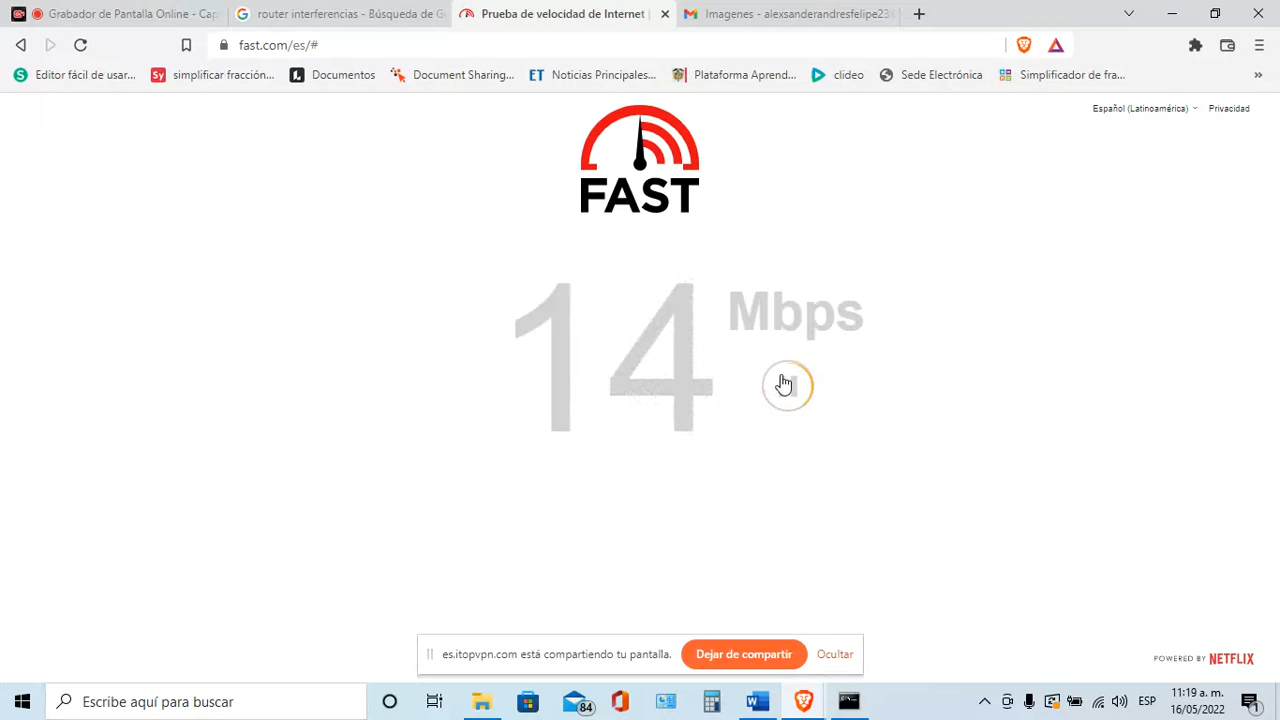 Grabador de Pantalla Online - Cap
router interferencias - Búsqueda de G
Prueba de velocidad de Internet
Imagenes - alexsanderandresfelipe23
fast.com/es/#
Editor fácil de usar...
simplificar fracción...
Documentos
Document Sharing...
ET Noticias Principales...
Plataforma Aprend...
clideo
Sede Electrónica
Simplificador de fra...
»
Español (Latinoamérica)
Privacidad
FAST
14 Mbps
es.itopvpn.com está compartiendo tu pantalla.
Dejar de compartir
Ocultar
POWERED BY NETFLIX
Escribe aquí para buscar
84
ESP
11:19 a. m.
16/05/2022
1